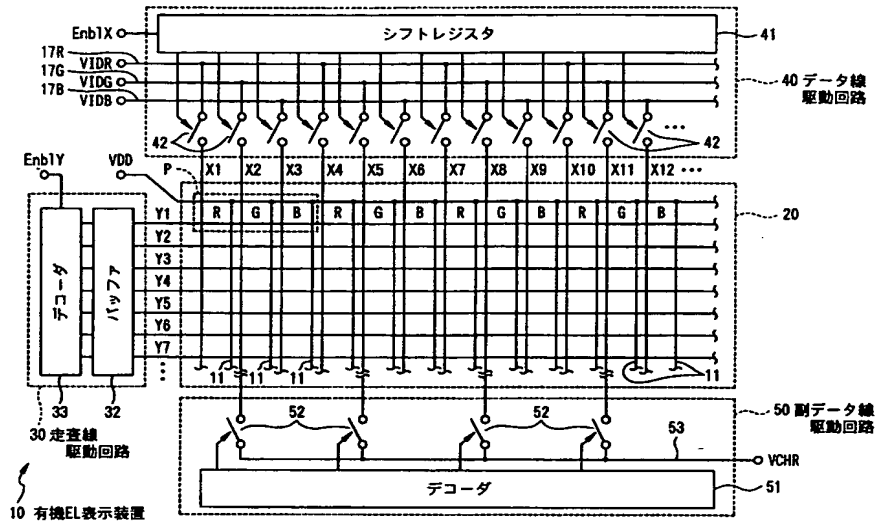 EnblX
シフトレジスタ
41
17R
VIDR
17G
VIDG
17B
VIDB
40 データ線
駆動回路
42
42
...
EnblY
VDD
P
X1 X2 X3 X4 X5 X6 X7 X8 X9 X10 X11 X12 ...
R G B R G B R G B R G B
20
Y1
Y2
Y3
Y4
Y5
Y6
Y7
デコーダ
バッファ
11 11 11 11
33
32
30 走査線
駆動回路
52
52
50 副データ線
駆動回路
53
VCHR
デコーダ
51
10 有機EL表示装置